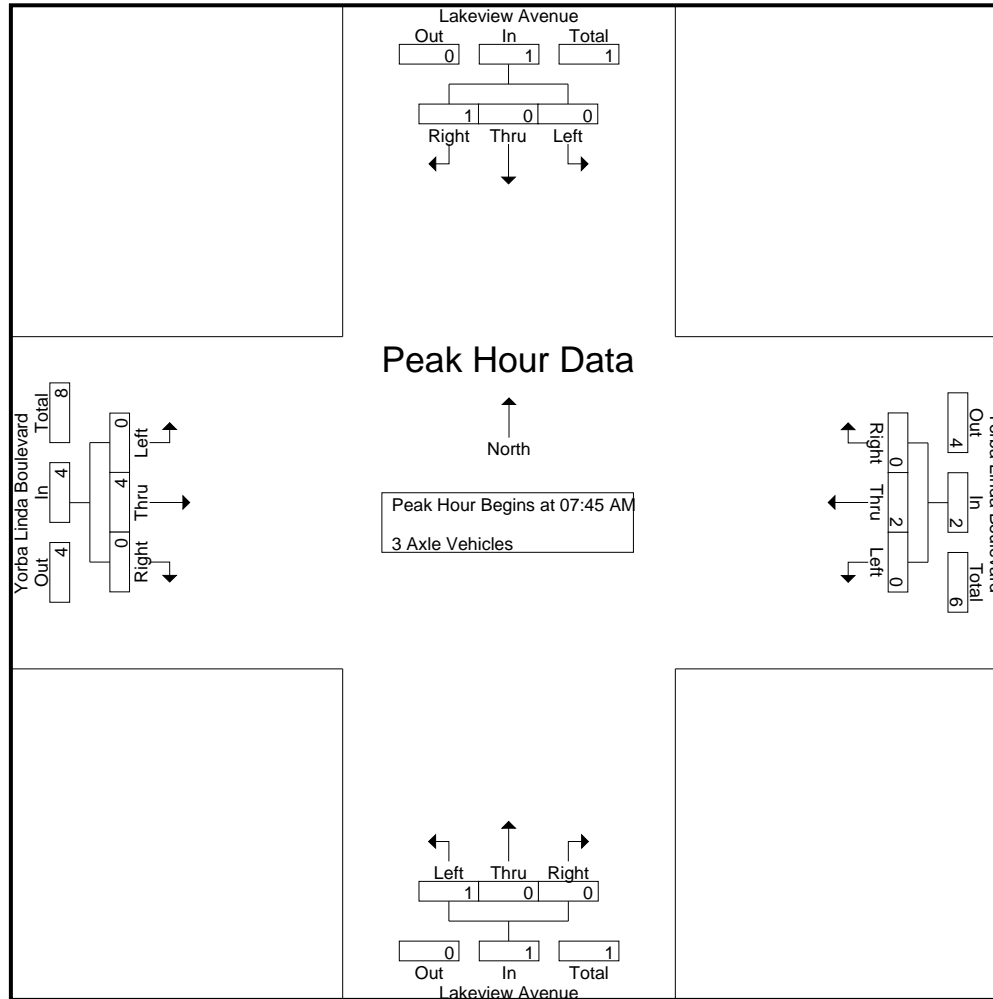 Lakeview Avenue
Out In Total
0 1 1
1 0 0
Right Thru Left
Peak Hour Data
North
Peak Hour Begins at 07:45 AM
3 Axle Vehicles
Yorba Linda Boulevard
Total In Out
8 4 4
0 4 0
Left Thru Right
Out In Total
4 2 6
Right Thru Left
0 2 0
Left Thru Right
1 0 0
0 1 1
Out In Total
Lakeview Avenue